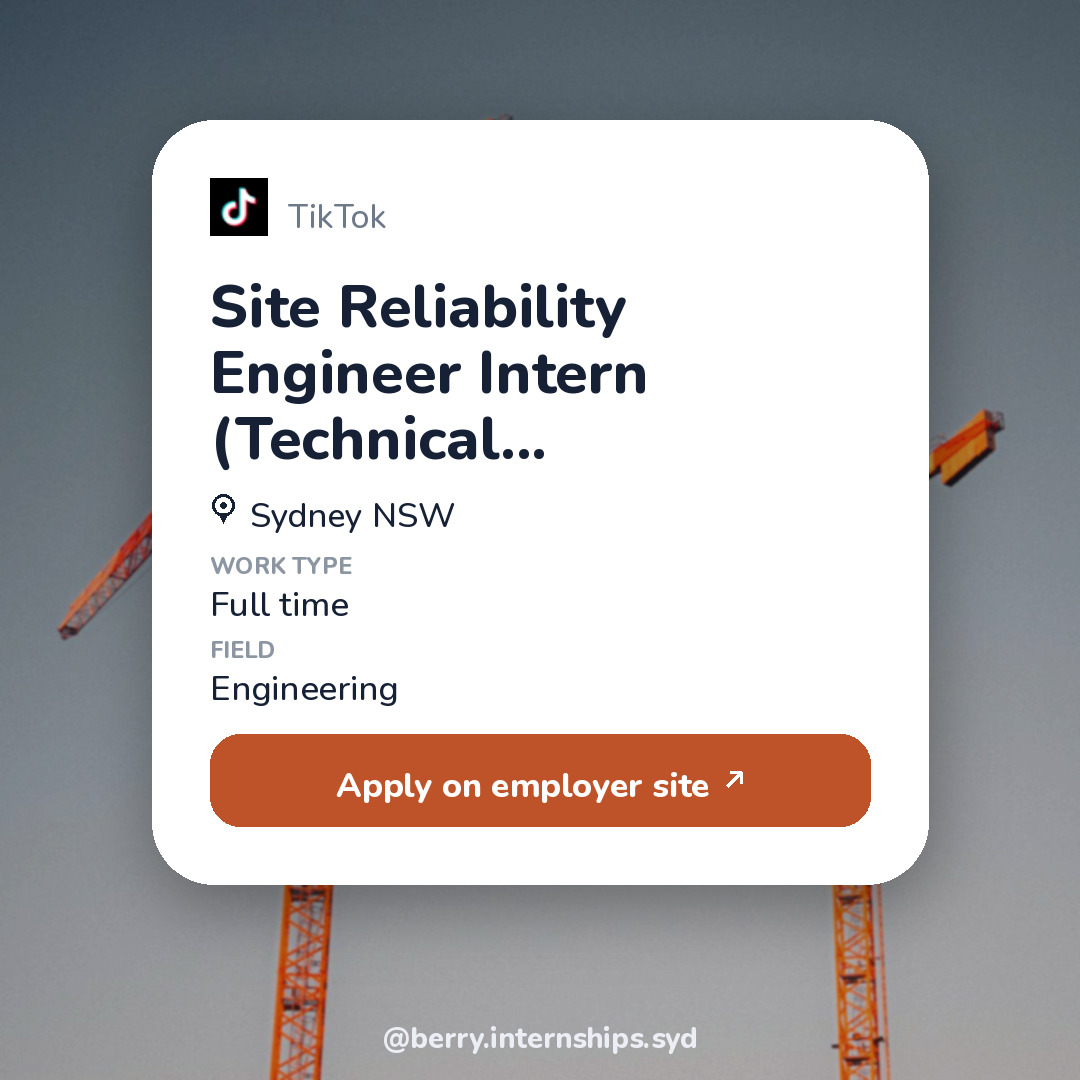 TikTok
Site Reliability
Engineer Intern
(Technical...
Sydney NSW
WORK TYPE
Full time
FIELD
Engineering
Apply on employer site ↗
@berry.internships.syd